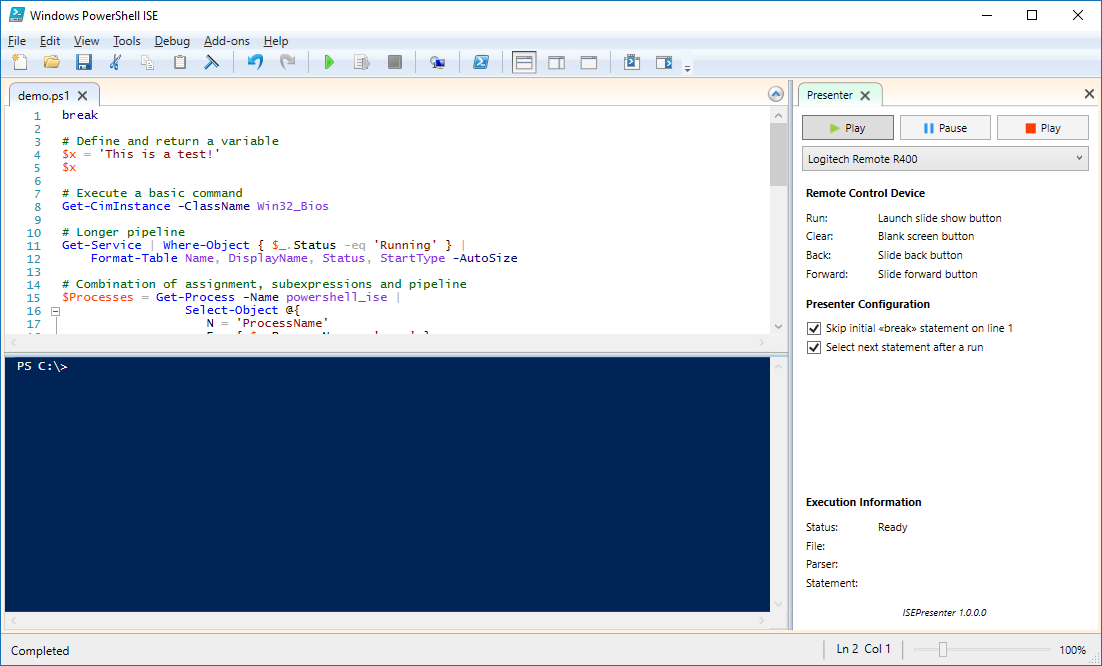 Windows PowerShell ISE
File Edit View Tools Debug Add-ons Help
demo.ps1
1 break
2
3 # Define and return a variable
4 $x = 'This is a test!'
5 $x
6
7 # Execute a basic command
8 Get-CimInstance -ClassName Win32_Bios
9
10 # Longer pipeline
11 Get-Service | Where-Object { $_.Status -eq 'Running' } |
12 Format-Table Name, DisplayName, Status, StartType -AutoSize
13
14 # Combination of assignment, subexpressions and pipeline
15 $Processes = Get-Process -Name powershell_ise |
16 Select-Object @{
17 N = 'ProcessName'
PS C:\>
Presenter
Play Pause Play
Logitech Remote R400
Remote Control Device
Run: Launch slide show button
Clear: Blank screen button
Back: Slide back button
Forward: Slide forward button
Presenter Configuration
Skip initial «break» statement on line 1
Select next statement after a run
Execution Information
Status: Ready
File:
Parser:
Statement:
ISEPresenter 1.0.0.0
Completed
Ln 2 Col 1
100%